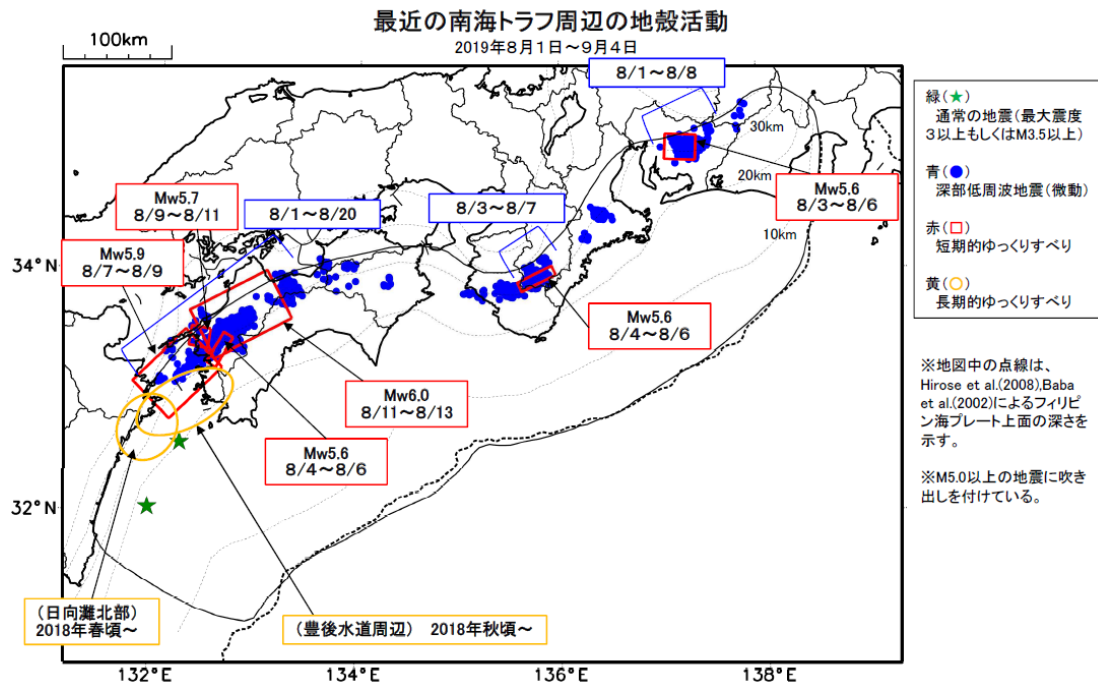 最近の南海トラフ周辺の地殻活動
2019年8月1日～9月4日
100km
8/1～8/8
30km
20km
10km
Mw5.6
8/3～8/6
Mw5.7
8/9～8/11
8/1～8/20
8/3～8/7
Mw5.9
8/7～8/9
Mw5.6
8/4～8/6
Mw6.0
8/11～8/13
Mw5.6
8/4～8/6
(日向灘北部)
2018年春頃～
(豊後水道周辺) 2018年秋頃～
34°N
32°N
132°E
134°E
136°E
138°E
緑(★)
通常の地震(最大震度
3以上もしくはM3.5以上)
青(●)
深部低周波地震(微動)
赤(□)
短期的ゆっくりすべり
黄(○)
長期的ゆっくりすべり
※地図中の点線は、
Hirose et al.(2008),Baba
et al.(2002)によるフィリピ
ン海プレート上面の深さを
示す。
※M5.0以上の地震に吹き
出しを付けている。